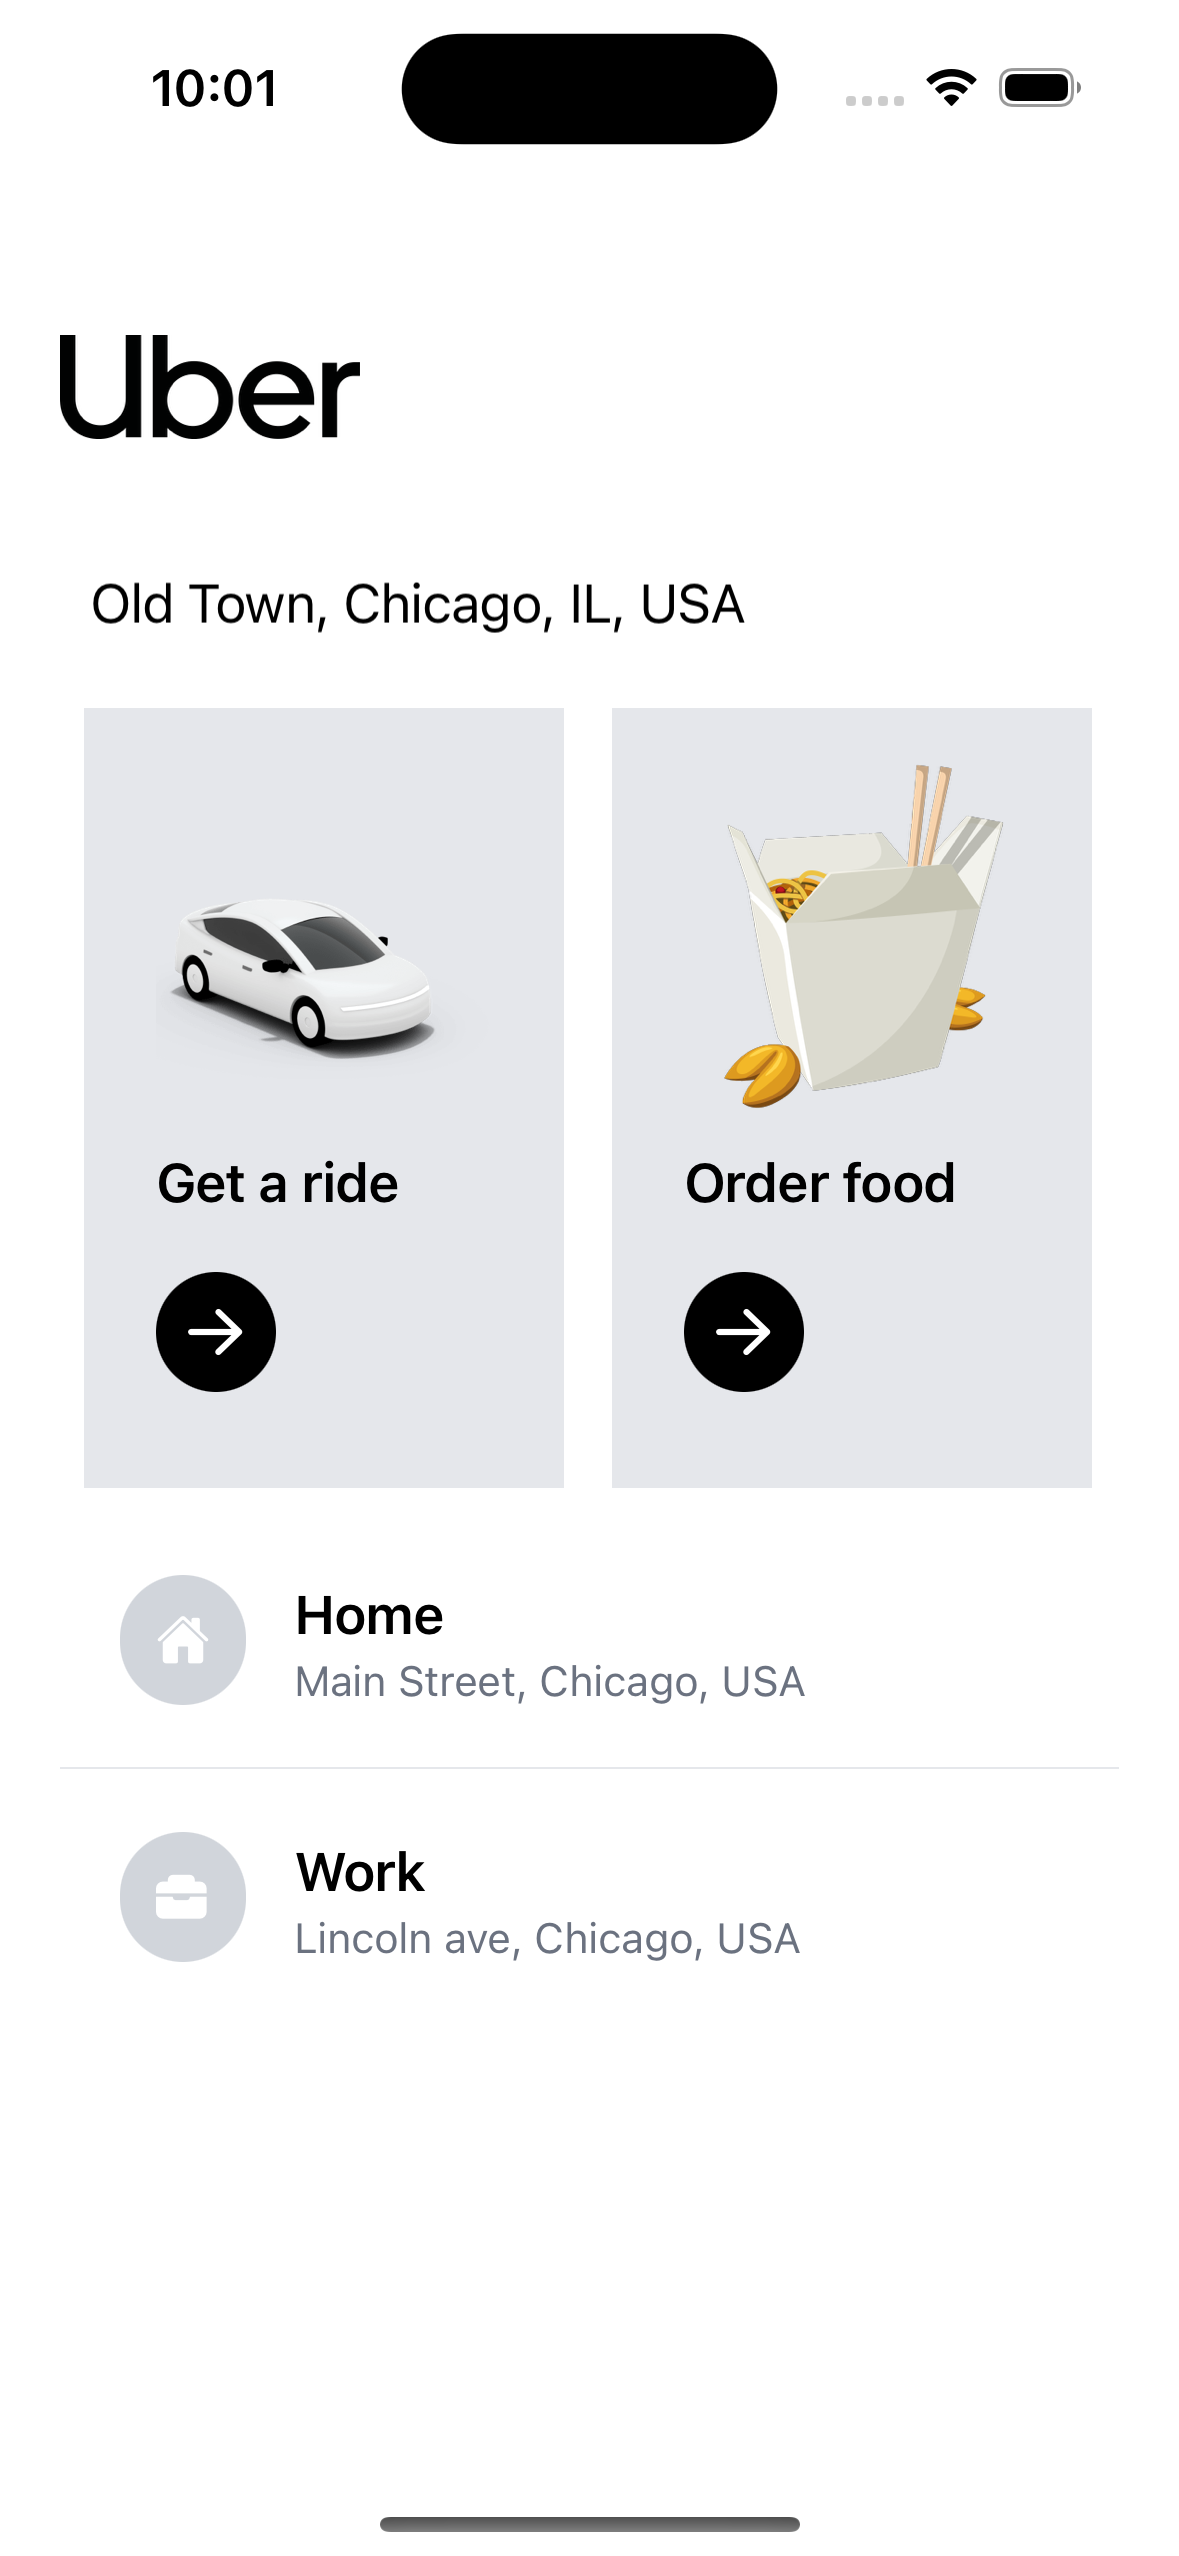 10:01
Uber
Old Town, Chicago, IL, USA
Get a ride
Order food
Home
Main Street, Chicago, USA
Work
Lincoln ave, Chicago, USA